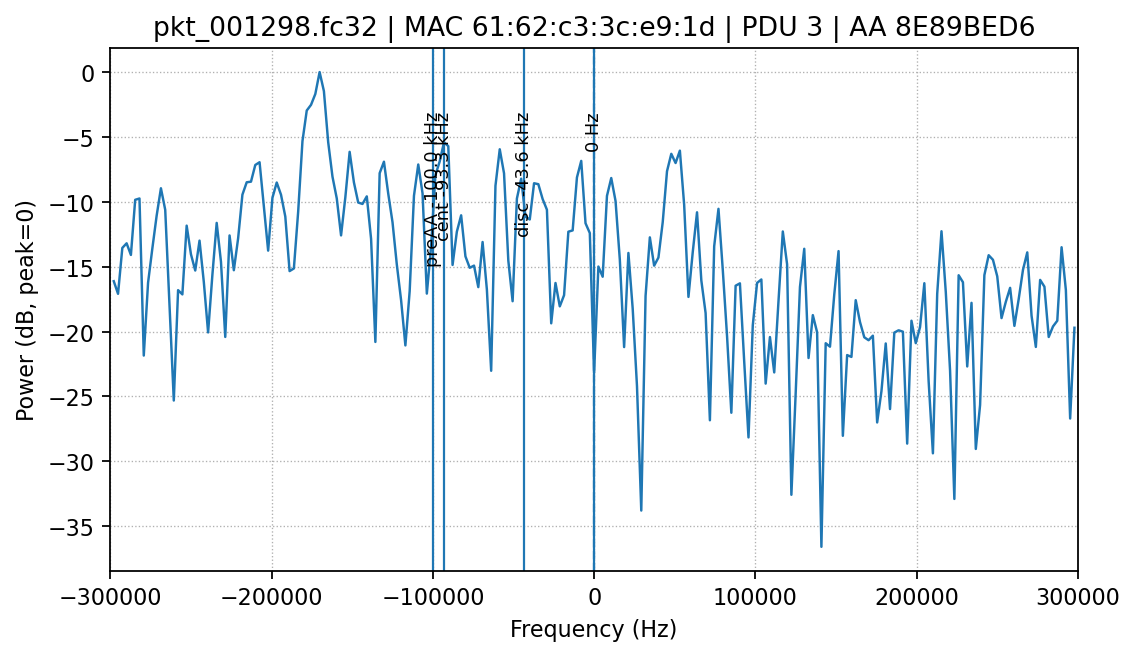 pkt_001298.fc32 | MAC 61:62:c3:3c:e9:1d | PDU 3 | AA 8E89BED6
Power (dB, peak=0)
0
−5
−10
−15
−20
−25
−30
−35
preAA -100.0 kHz
cent -93.3 kHz
disc -43.6 kHz
0 Hz
−300000
−200000
−100000
0
100000
200000
300000
Frequency (Hz)